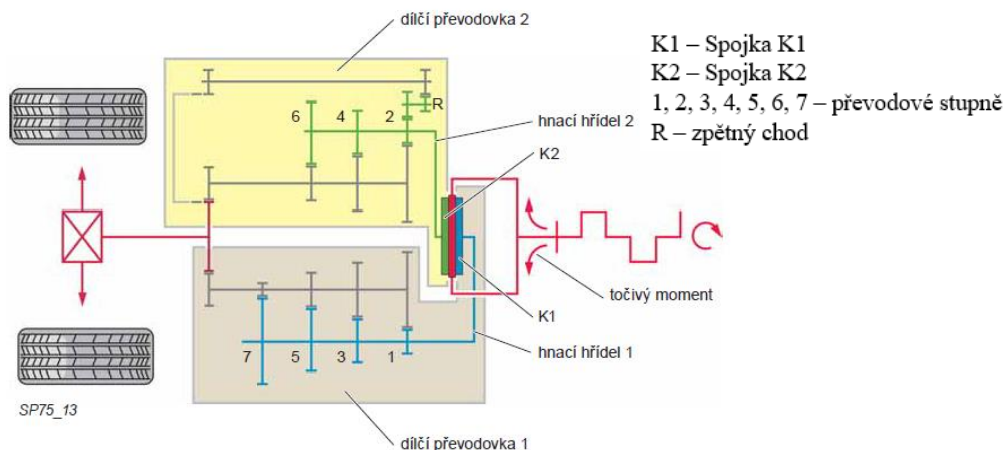 dílčí převodovka 2
K1 – Spojka K1
K2 – Spojka K2
1, 2, 3, 4, 5, 6, 7 – převodové stupně
R – zpětný chod
R
6
4
2
hnací hřídel 2
K2
točivý moment
K1
hnací hřídel 1
7
5
3
1
SP75_13
dílčí převodovka 1